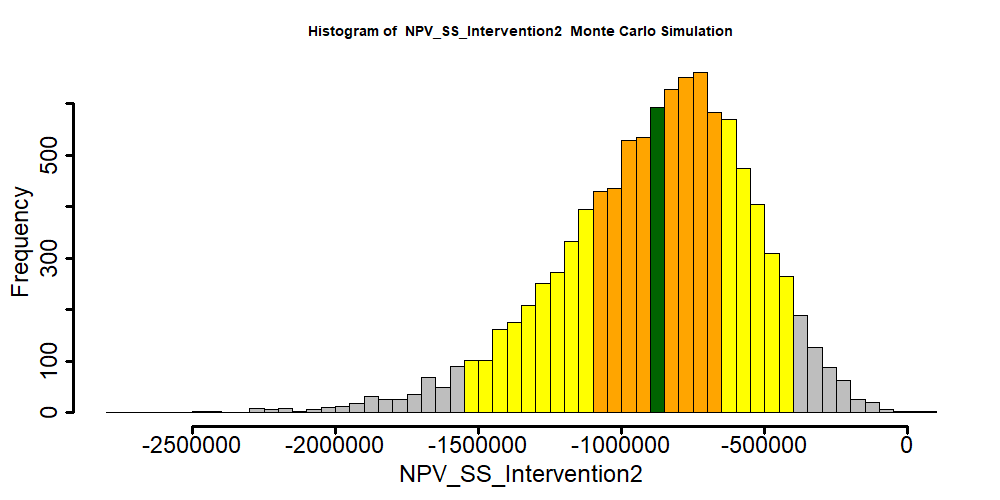 Histogram of  NPV_SS_Intervention2  Monte Carlo Simulation
Frequency
500
300
100
0
-2500000 -2000000 -1500000 -1000000 -500000 0
NPV_SS_Intervention2